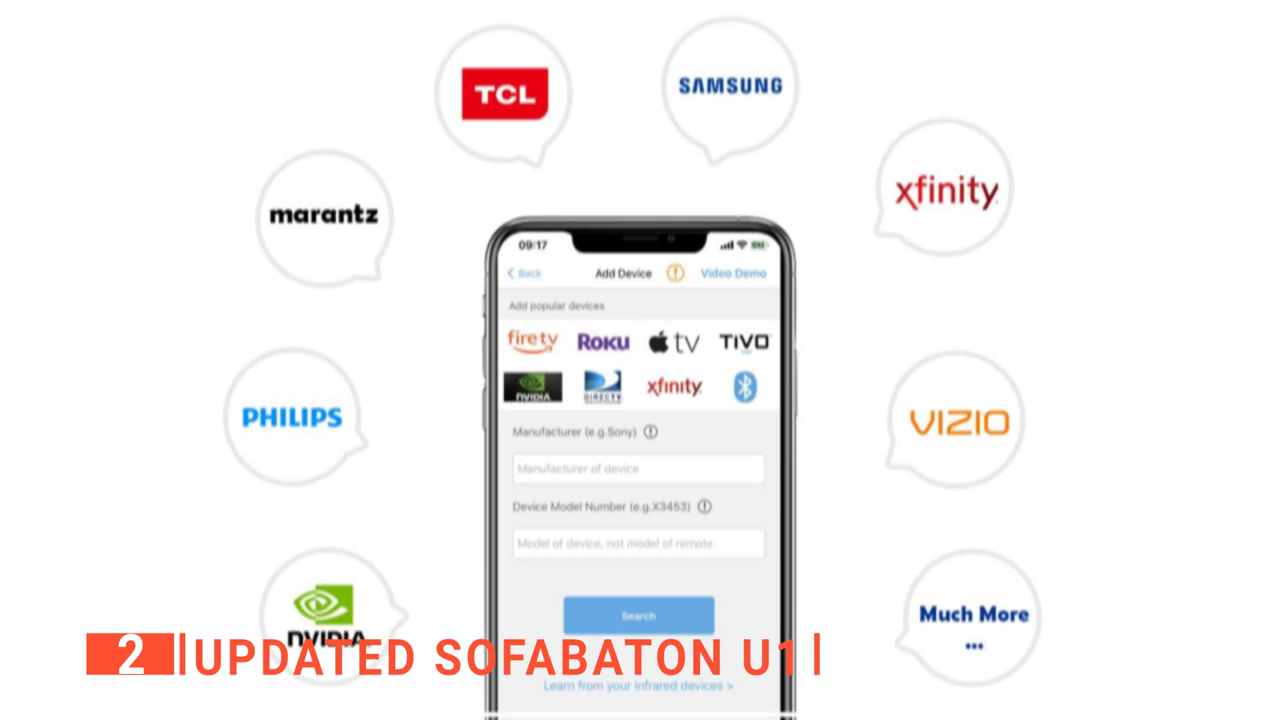 TCL
SAMSUNG
xfinity
marantz
09:17
Back
Add Device
Video Demo
Add popular devices
fire tv
ROKU
tv
TIVO
NVIDIA
DIRECTV
xfinity
PHILIPS
VIZIO
Manufacturer (e.g.Sony)
Manufacturer of device
Device Model Number (e.g.X3453)
Model of device, not model of remote
Search
NVIDIA
Much More
...
2 UPDATED SOFABATON U1
Learn from your Infrared devices >